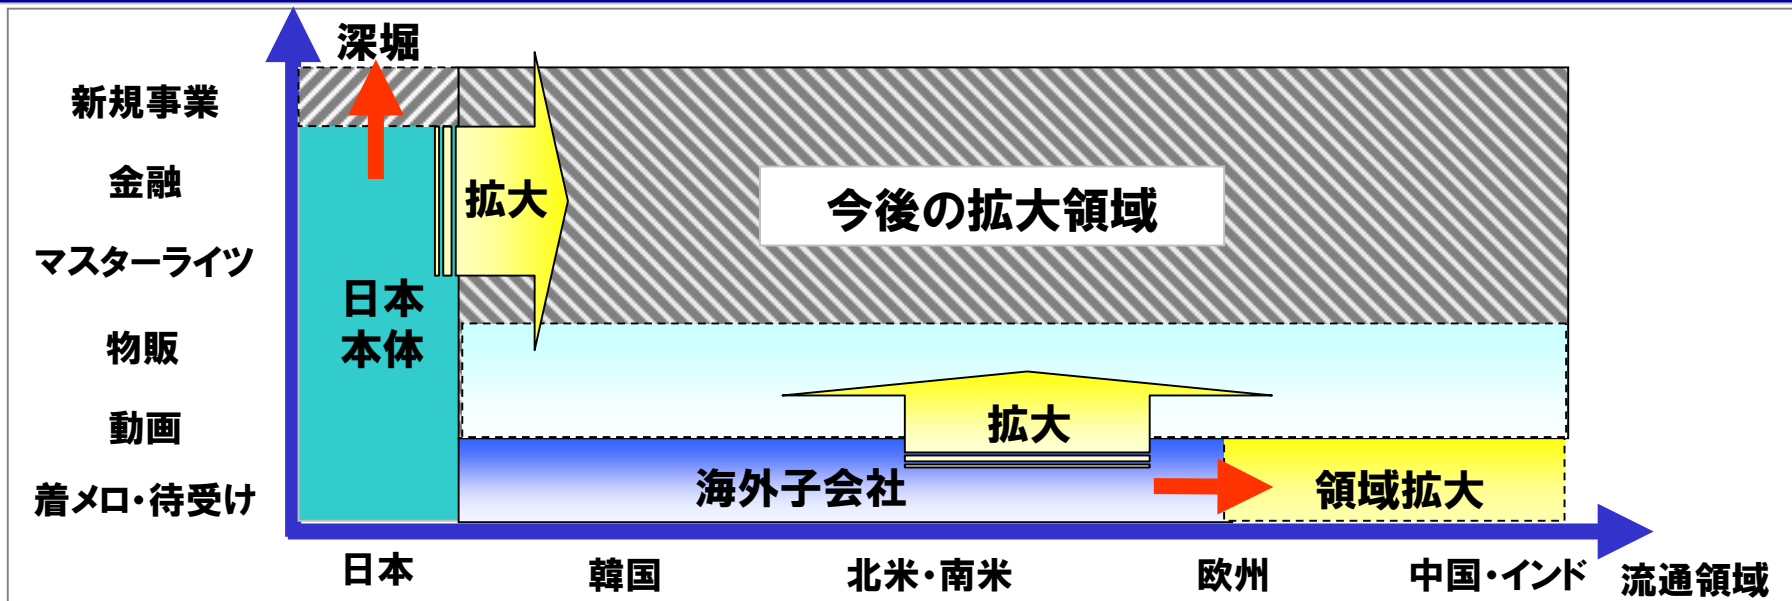 深堀
新規事業
金融
拡大
今後の拡大領域
マスターライツ
日本
本体
物販
動画
拡大
着メロ・待受け
海外子会社
領域拡大
日本
韓国
北米・南米
欧州
中国・インド
流通領域